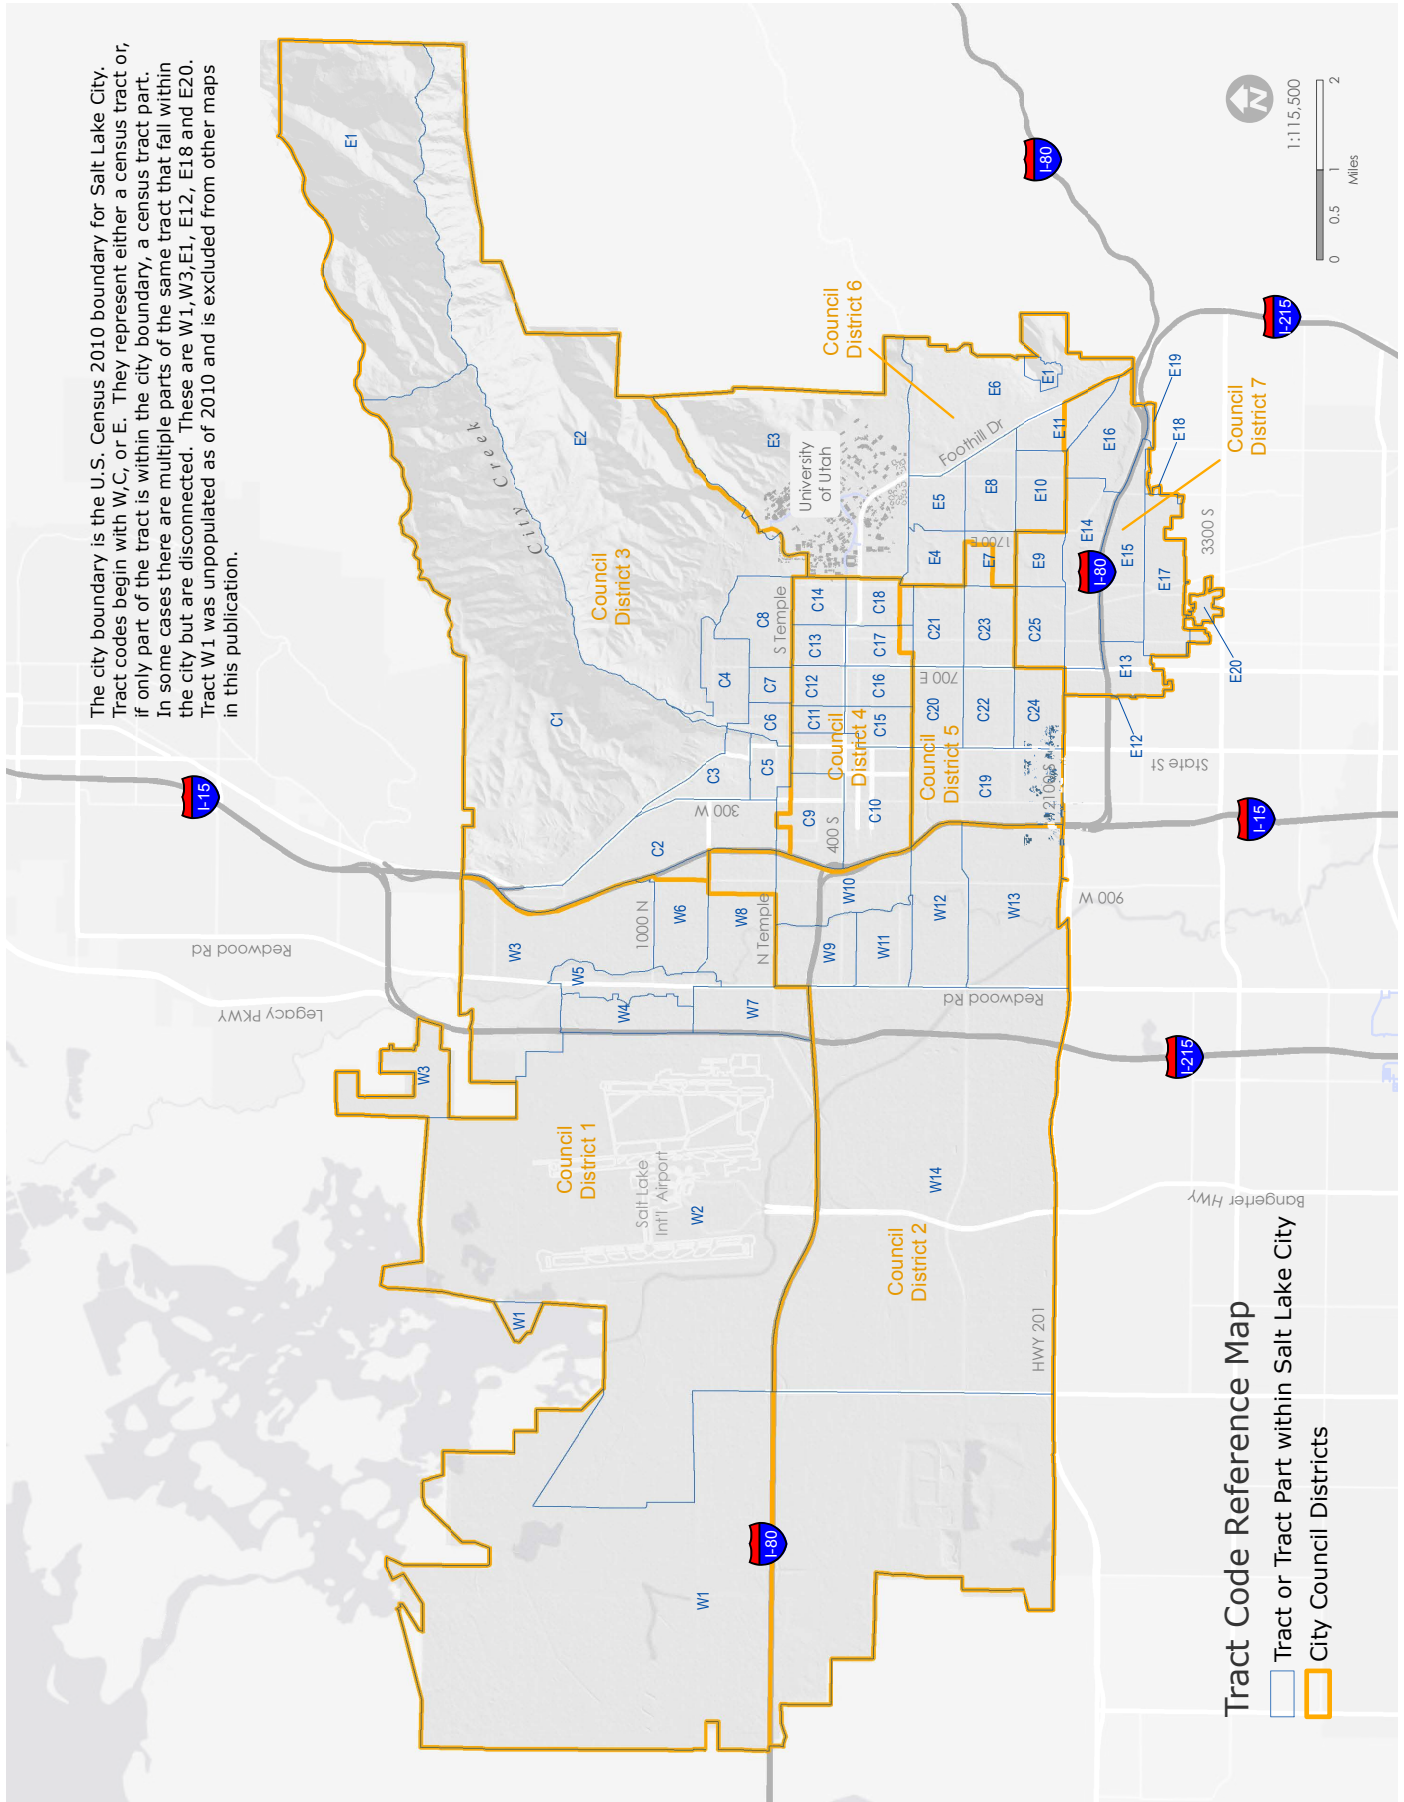 The city boundary is the U.S. Census 2010 boundary for Salt Lake City.
Tract codes begin with W,C, or E. They represent either a census tract or,
if only part of the tract is within the city boundary, a census tract part.
In some cases there are multiple parts of the same tract that fall within
the city but are disconnected. These are W1,W3,E1, E12, E18 and E20.
Tract W1 was unpopulated as of 2010 and is excluded from other maps
in this publication.
I-15
Redwood Rd
Legacy PKWY
W3
W1
W1
I-80
Council
District 1
Salt Lake
Int'l Airport
W2
W3
W5
W4
W7
1000 N
W6
W8
N Temple
C1
C2
300 W
C3
C5
C4
C6
C7
C8
City Creek
Council
District 3
E1
E2
E3
University
of Utah
S Temple
C14
C13
C12
C11
C9
C10
400 S
C18
C17
C16
C15
Council
District 4
700 E
C21
C20
C23
C22
C25
C24
C19
Council
District 5
2100 S
E4
E5
E6
E7
E8
1700 E
E9
E10
E11
E1
Foothill Dr
Council
District 6
I-80
W9
W10
W11
W12
W13
900 W
Redwood Rd
W14
Council
District 2
HWY 201
Bangerter HWY
I-215
I-15
State St
E12
E13
E14
I-80
E15
E16
E17
E18
E19
E20
3300 S
Council
District 7
I-215
N
1:115,500
0 0.5 1 2
Miles
Tract Code Reference Map
Tract or Tract Part within Salt Lake City
City Council Districts